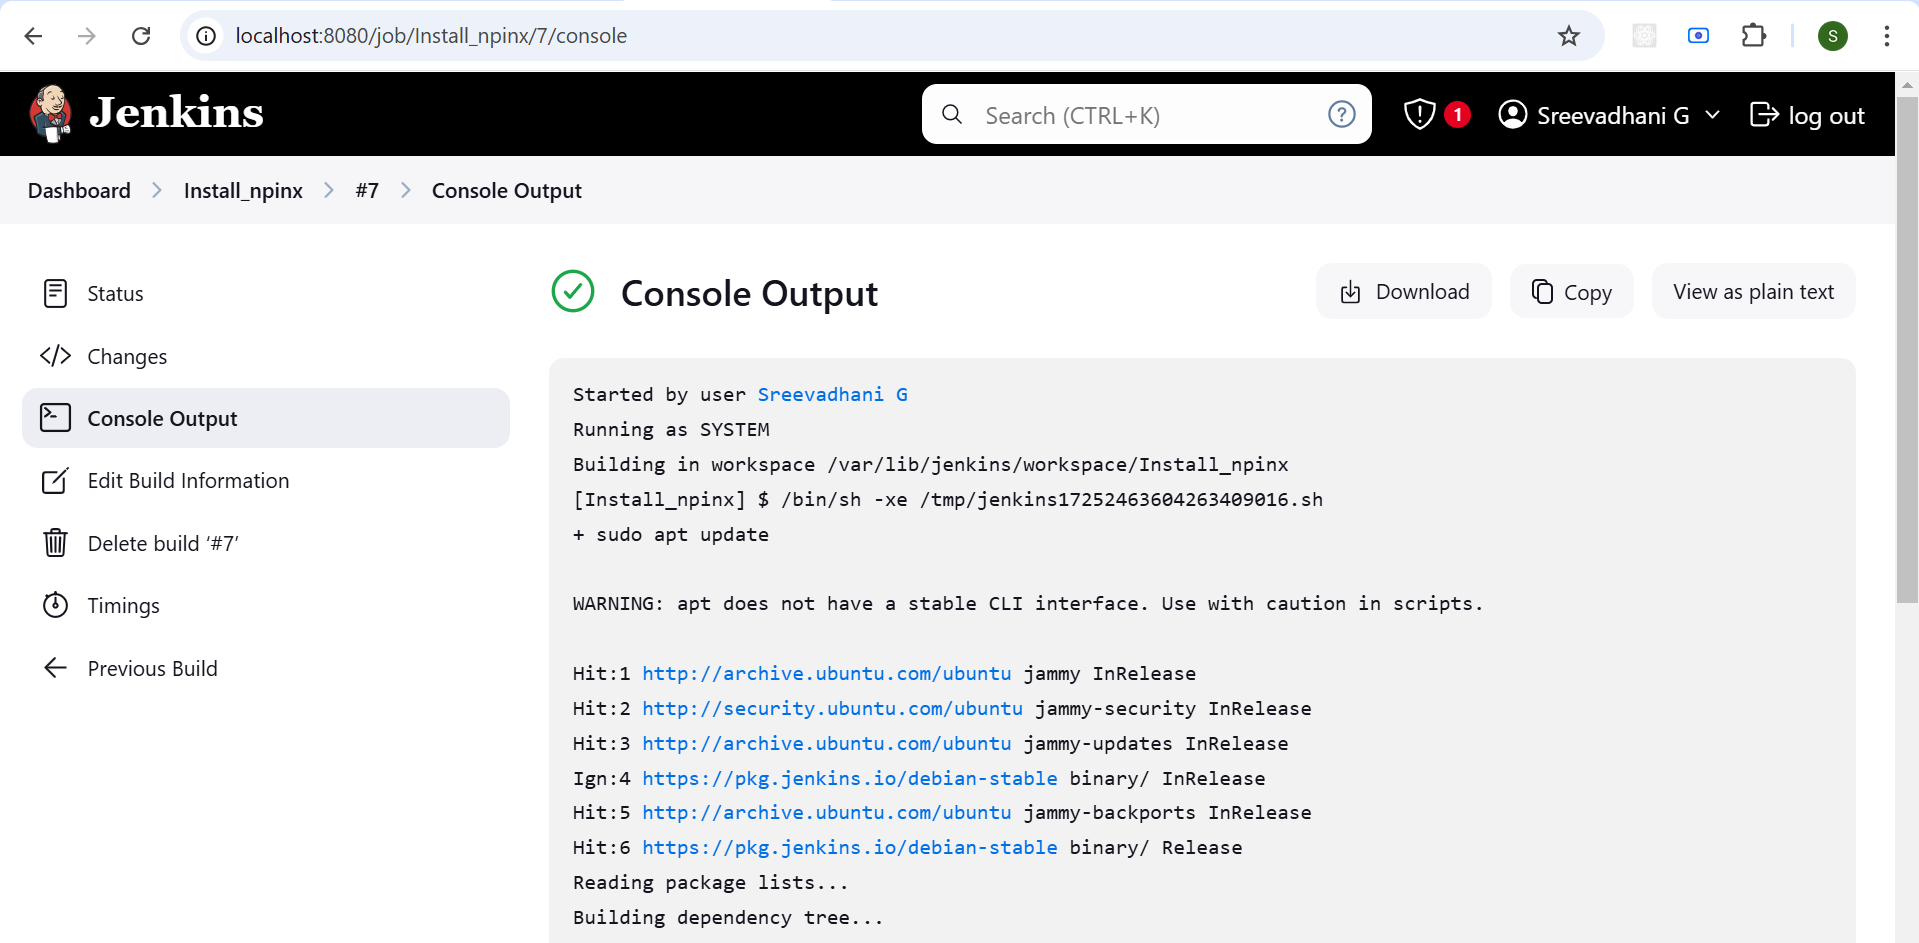 localhost:8080/job/Install_npinx/7/console
S
Jenkins
Search (CTRL+K)
?
1
Sreevadhani G
log out
Dashboard > Install_npinx > #7 > Console Output
Status
Changes
Console Output
Edit Build Information
Delete build ‘#7’
Timings
Previous Build
Console Output
Download
Copy
View as plain text
Started by user Sreevadhani G
Running as SYSTEM
Building in workspace /var/lib/jenkins/workspace/Install_npinx
[Install_npinx] $ /bin/sh -xe /tmp/jenkins17252463604263409016.sh
+ sudo apt update
WARNING: apt does not have a stable CLI interface. Use with caution in scripts.
Hit:1 http://archive.ubuntu.com/ubuntu jammy InRelease
Hit:2 http://security.ubuntu.com/ubuntu jammy-security InRelease
Hit:3 http://archive.ubuntu.com/ubuntu jammy-updates InRelease
Ign:4 https://pkg.jenkins.io/debian-stable binary/ InRelease
Hit:5 http://archive.ubuntu.com/ubuntu jammy-backports InRelease
Hit:6 https://pkg.jenkins.io/debian-stable binary/ Release
Reading package lists...
Building dependency tree...